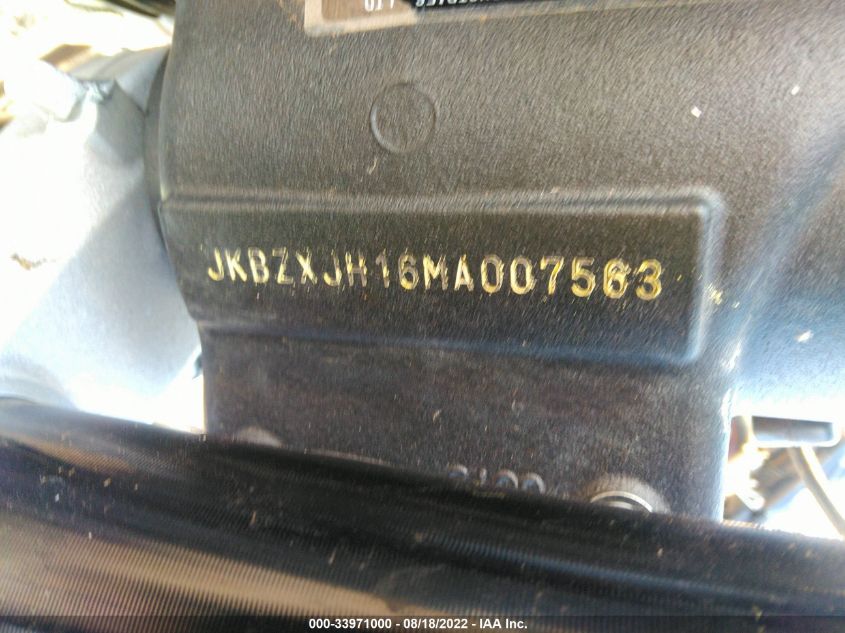 JKBZXJH16MA007563
000-33971000 - 08/18/2022 - IAA Inc.